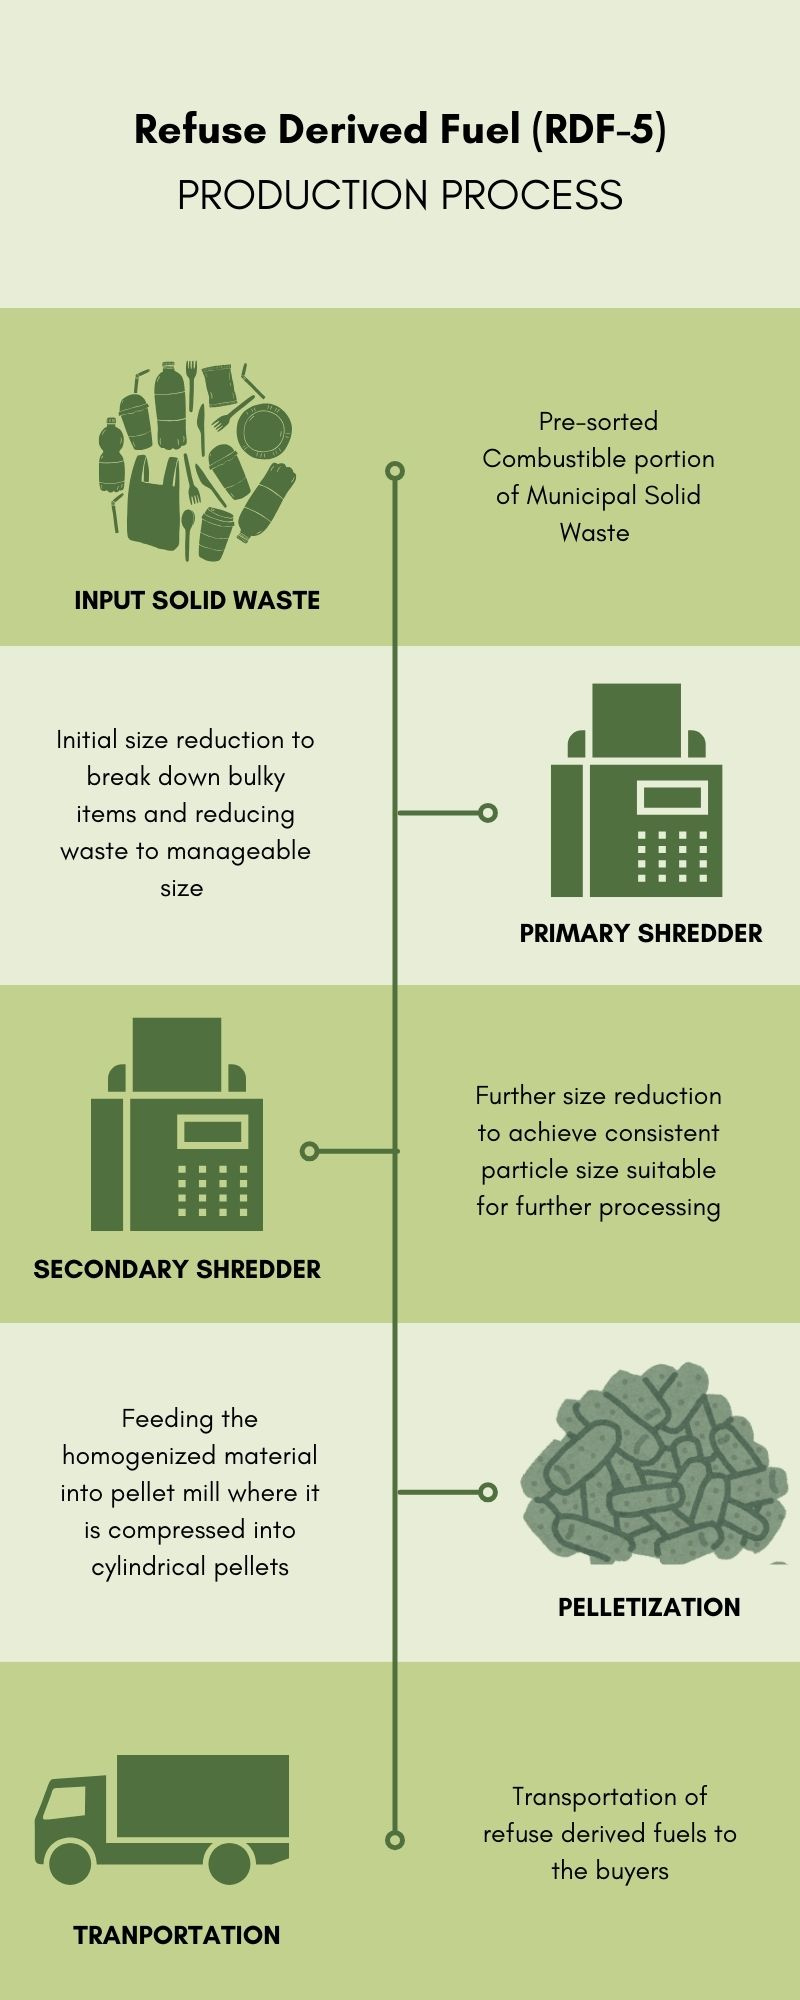 Refuse Derived Fuel (RDF-5)
PRODUCTION PROCESS
Pre-sorted
Combustible portion
of Municipal Solid
Waste
INPUT SOLID WASTE
Initial size reduction to
break down bulky
items and reducing
waste to manageable
size
PRIMARY SHREDDER
Further size reduction
to achieve consistent
particle size suitable
for further processing
SECONDARY SHREDDER
Feeding the
homogenized material
into pellet mill where it
is compressed into
cylindrical pellets
PELLETIZATION
Transportation of
refuse derived fuels to
the buyers
TRANPORTATION